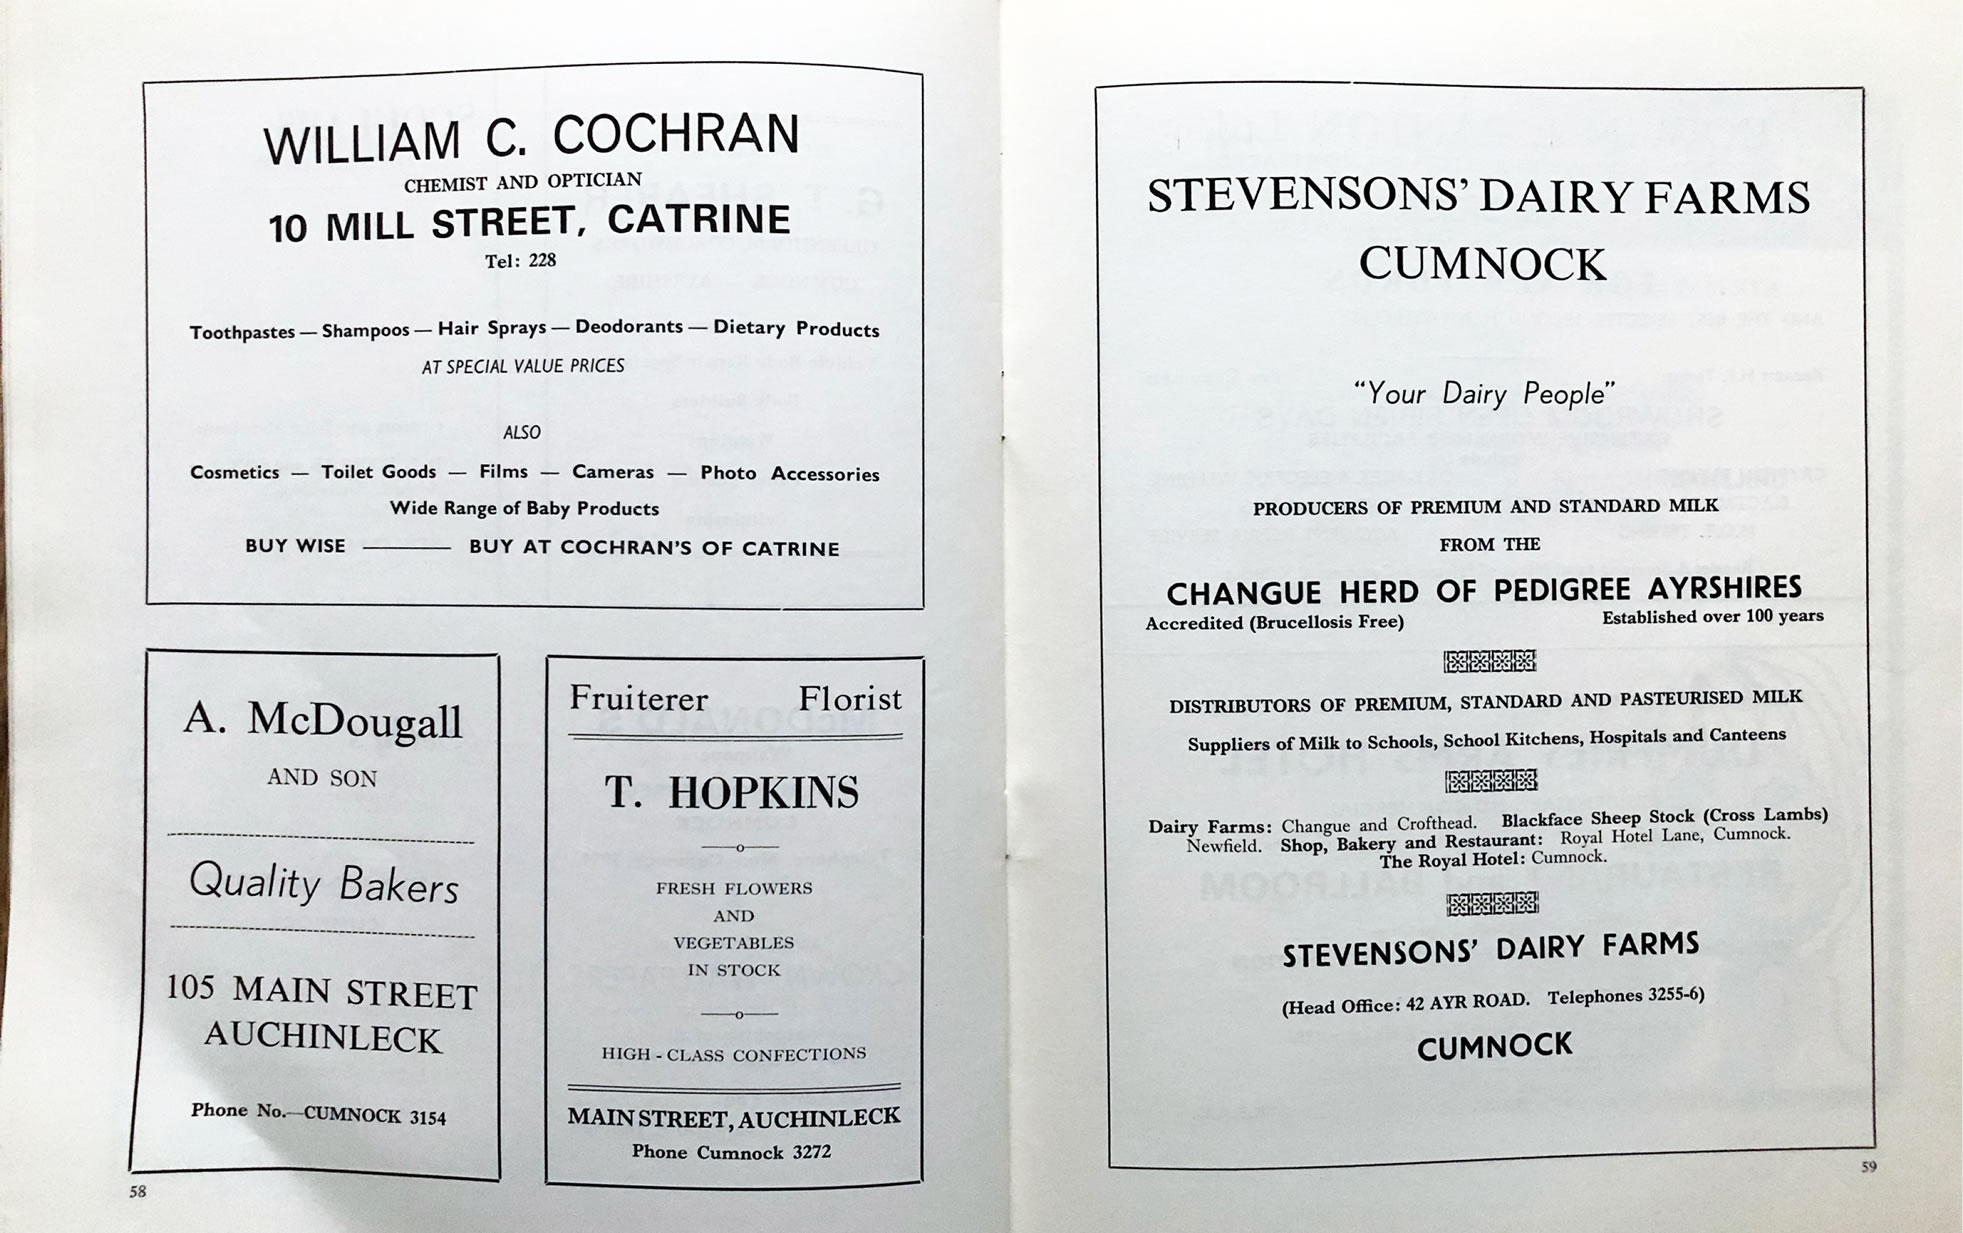 WILLIAM C. COCHRAN
CHEMIST AND OPTICIAN
10 MILL STREET, CATRINE
Tel: 228
Toothpastes — Shampoos — Hair Sprays — Deodorants — Dietary Products
AT SPECIAL VALUE PRICES
ALSO
Cosmetics — Toilet Goods — Films — Cameras — Photo Accessories
Wide Range of Baby Products
BUY WISE ——— BUY AT COCHRAN'S OF CATRINE
A. McDougall
AND SON
Quality Bakers
105 MAIN STREET
AUCHINLECK
Phone No.—CUMNOCK 3154
Fruiterer Florist
T. HOPKINS
FRESH FLOWERS
AND
VEGETABLES
IN STOCK
HIGH - CLASS CONFECTIONS
MAIN STREET, AUCHINLECK
Phone Cumnock 3272
58
STEVENSONS' DAIRY FARMS
CUMNOCK
"Your Dairy People"
PRODUCERS OF PREMIUM AND STANDARD MILK
FROM THE
CHANGUE HERD OF PEDIGREE AYRSHIRES
Accredited (Brucellosis Free) Established over 100 years
DISTRIBUTORS OF PREMIUM, STANDARD AND PASTEURISED MILK
Suppliers of Milk to Schools, School Kitchens, Hospitals and Canteens
Dairy Farms: Changue and Crofthead. Blackface Sheep Stock (Cross Lambs)
Newfield. Shop, Bakery and Restaurant: Royal Hotel Lane, Cumnock.
The Royal Hotel: Cumnock.
STEVENSONS' DAIRY FARMS
(Head Office: 42 AYR ROAD. Telephones 3255-6)
CUMNOCK
59